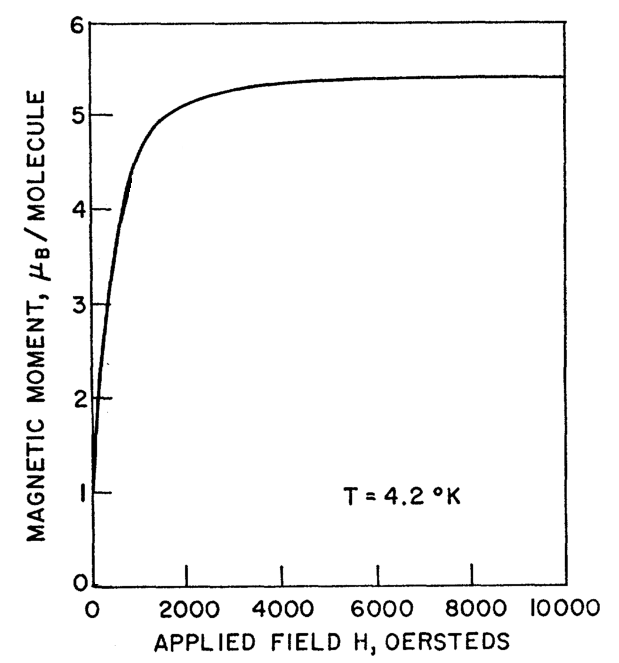 6
5
4
3
2
1
0
MAGNETIC MOMENT, μB/MOLECULE
T = 4.2 °K
0 2000 4000 6000 8000 10000
APPLIED FIELD H, OERSTEDS